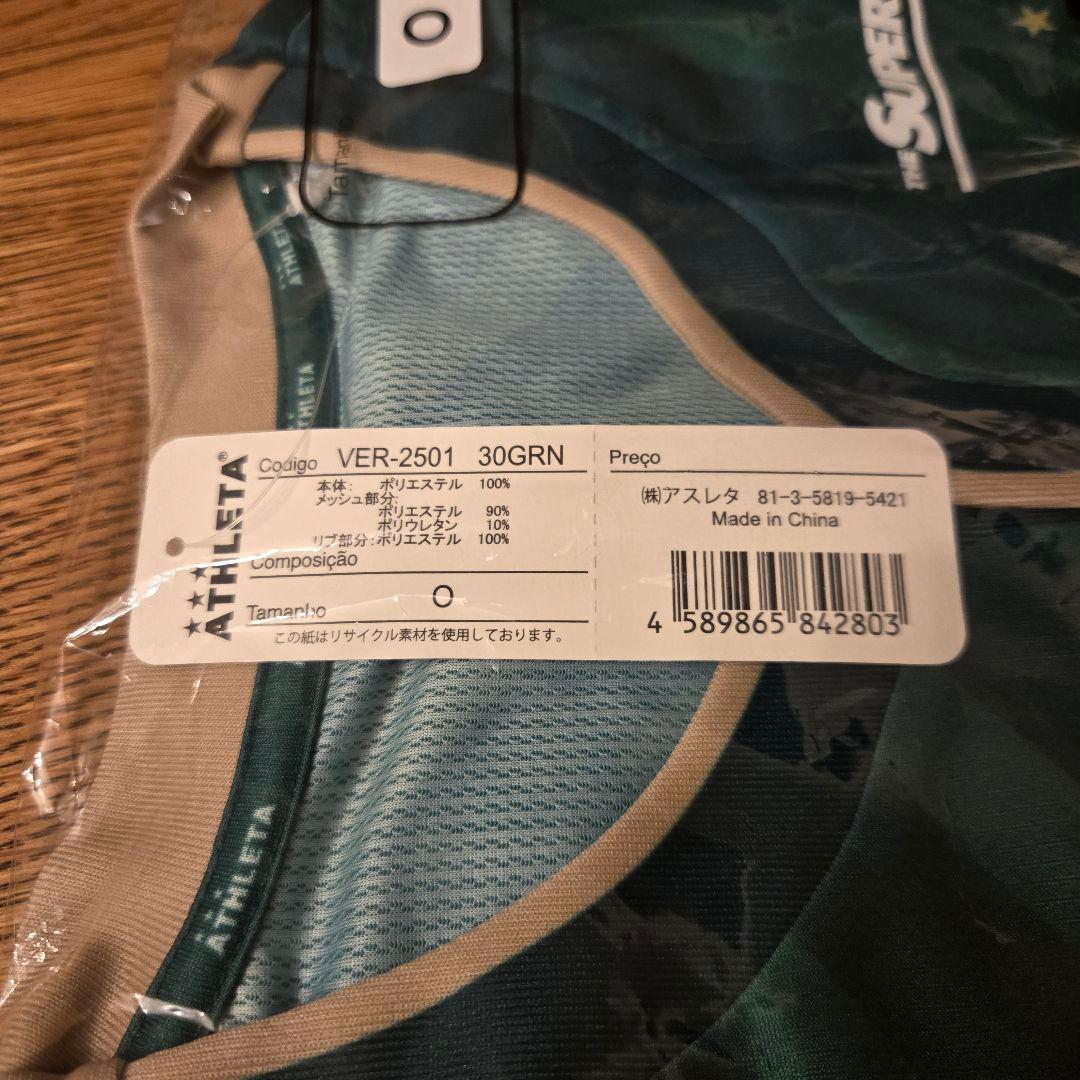 O
Tamanho
THE SUPER
ATHLETA
ATHLETA
ATHLETA®
Codigo VER-2501 30GRN
本体: ポリエステル 100%
メッシュ部分:
ポリエステル 90%
ポリウレタン 10%
リブ部分:ポリエステル 100%
Composição
Tamanho O
この紙はリサイクル素材を使用しております。
Preço
㈱アスレタ 81-3-5819-5421
Made in China
4 589865 842803
ATHLETA